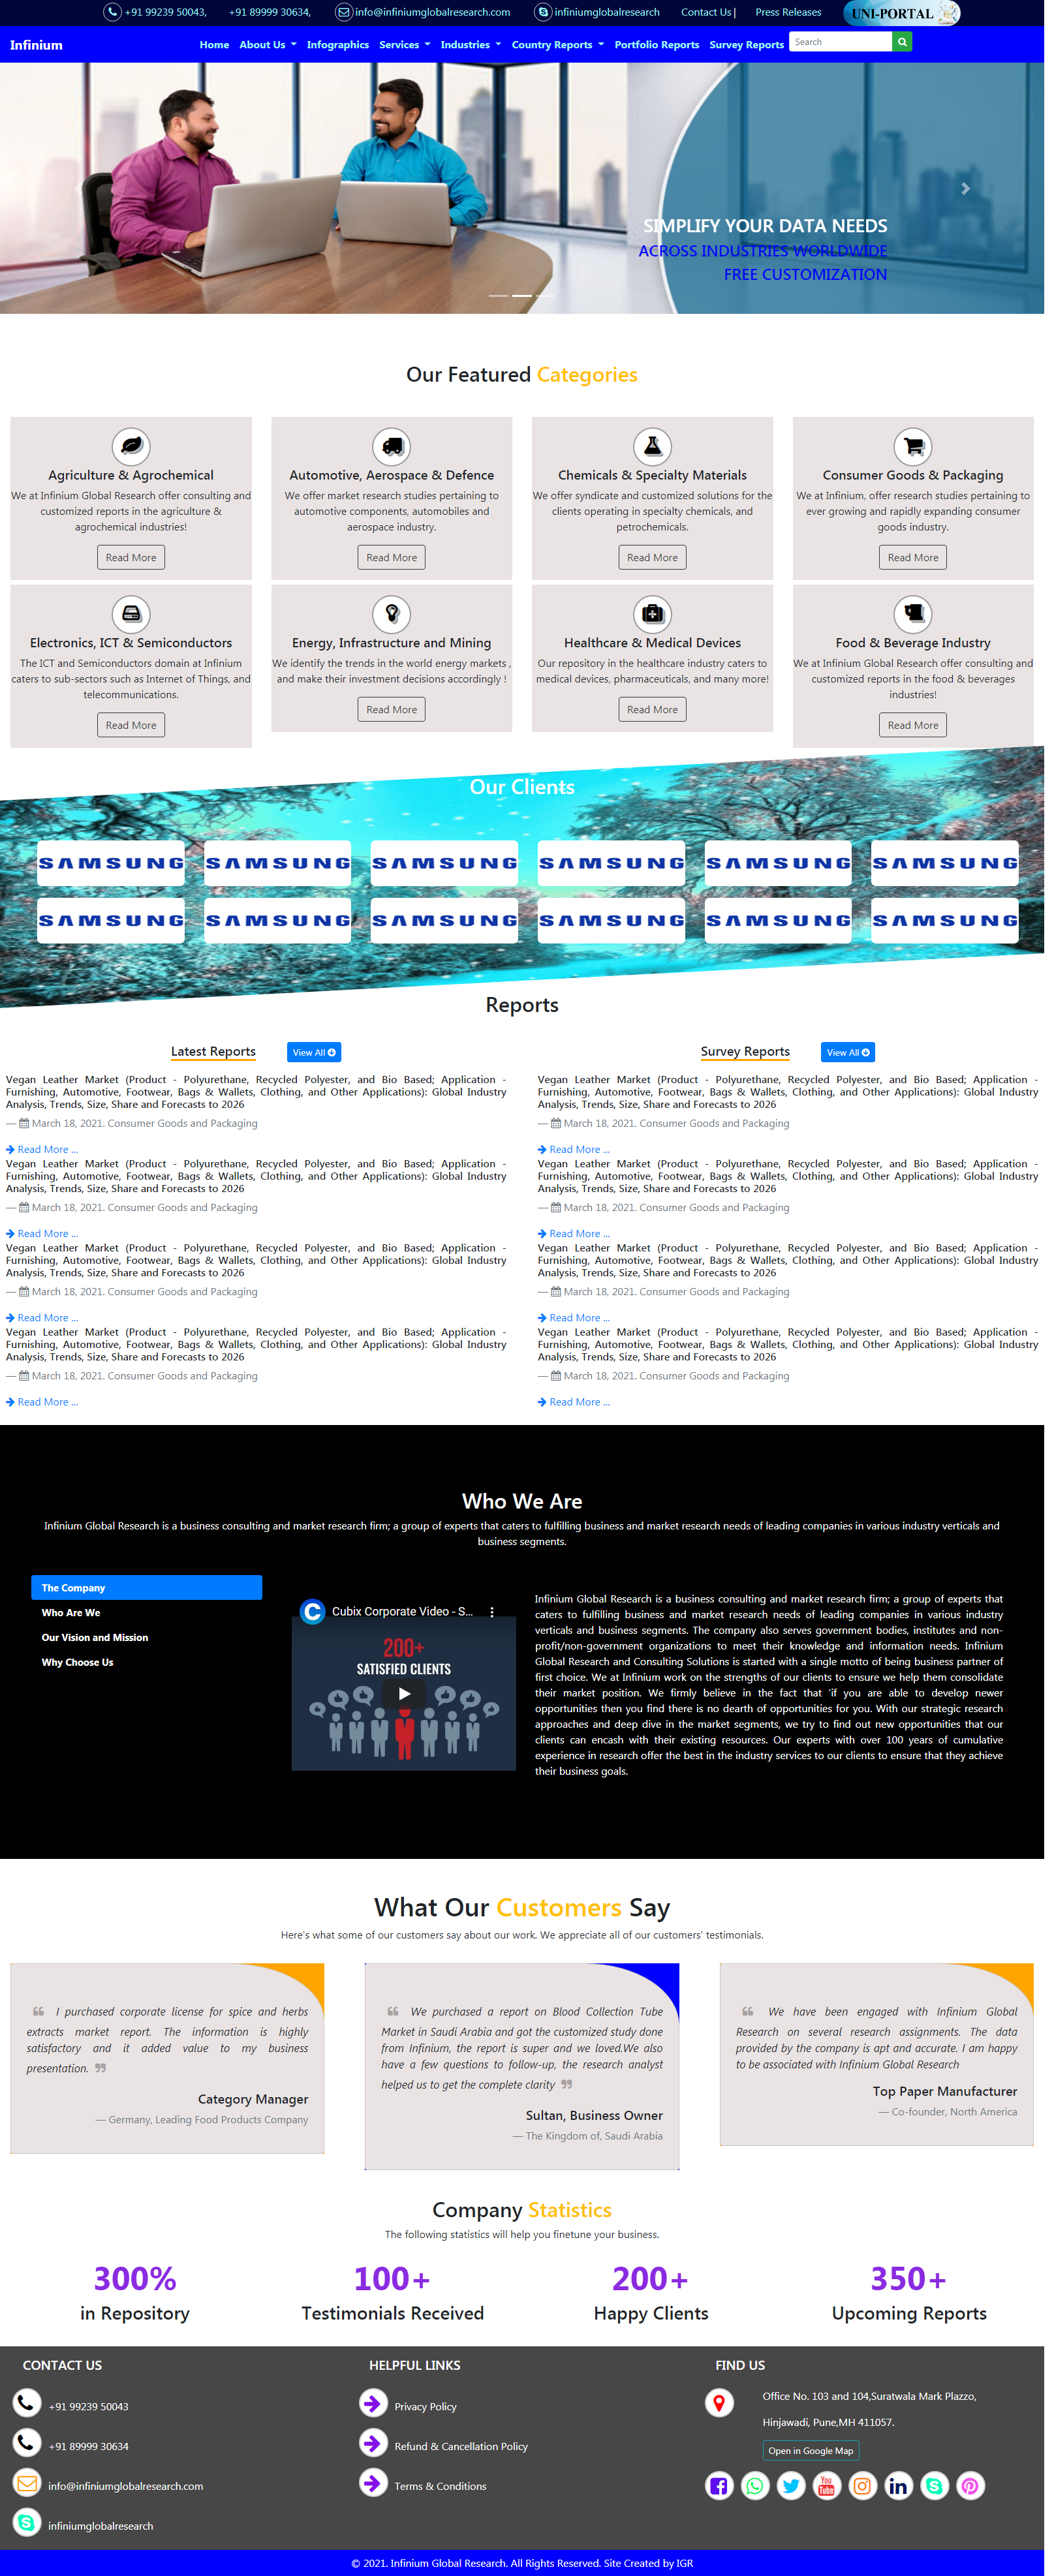 +91 99239 50043, +91 89999 30634, info@infiniumglobalresearch.com infiniumglobalresearch Contact Us | Press Releases UNI-PORTAL
Infinium Home About Us Infographics Services Industries Country Reports Portfolio Reports Survey Reports Search
SIMPLIFY YOUR DATA NEEDS
ACROSS INDUSTRIES WORLDWIDE
FREE CUSTOMIZATION
Our Featured Categories
Agriculture & Agrochemical
We at Infinium Global Research offer consulting and
customized reports in the agriculture &
agrochemical industries!
Read More
Automotive, Aerospace & Defence
We offer market research studies pertaining to
automotive components, automobiles and
aerospace industry.
Read More
Chemicals & Specialty Materials
We offer syndicate and customized solutions for the
clients operating in specialty chemicals, and
petrochemicals.
Read More
Consumer Goods & Packaging
We at Infinium, offer research studies pertaining to
ever growing and rapidly expanding consumer
goods industry.
Read More
Electronics, ICT & Semiconductors
The ICT and Semiconductors domain at Infinium
caters to sub-sectors such as Internet of Things, and
telecommunications.
Read More
Energy, Infrastructure and Mining
We identify the trends in the world energy markets ,
and make their investment decisions accordingly !
Read More
Healthcare & Medical Devices
Our repository in the healthcare industry caters to
medical devices, pharmaceuticals, and many more!
Read More
Food & Beverage Industry
We at Infinium Global Research offer consulting and
customized reports in the food & beverages
industries!
Read More
Our Clients
SAMSUNG SAMSUNG SAMSUNG SAMSUNG SAMSUNG SAMSUNG
SAMSUNG SAMSUNG SAMSUNG SAMSUNG SAMSUNG SAMSUNG
Reports
Latest Reports View All
Vegan Leather Market (Product - Polyurethane, Recycled Polyester, and Bio Based; Application -
Furnishing, Automotive, Footwear, Bags & Wallets, Clothing, and Other Applications): Global Industry
Analysis, Trends, Size, Share and Forecasts to 2026
— March 18, 2021. Consumer Goods and Packaging
Read More ...
Vegan Leather Market (Product - Polyurethane, Recycled Polyester, and Bio Based; Application -
Furnishing, Automotive, Footwear, Bags & Wallets, Clothing, and Other Applications): Global Industry
Analysis, Trends, Size, Share and Forecasts to 2026
— March 18, 2021. Consumer Goods and Packaging
Read More ...
Vegan Leather Market (Product - Polyurethane, Recycled Polyester, and Bio Based; Application -
Furnishing, Automotive, Footwear, Bags & Wallets, Clothing, and Other Applications): Global Industry
Analysis, Trends, Size, Share and Forecasts to 2026
— March 18, 2021. Consumer Goods and Packaging
Read More ...
Vegan Leather Market (Product - Polyurethane, Recycled Polyester, and Bio Based; Application -
Furnishing, Automotive, Footwear, Bags & Wallets, Clothing, and Other Applications): Global Industry
Analysis, Trends, Size, Share and Forecasts to 2026
— March 18, 2021. Consumer Goods and Packaging
Read More ...
Survey Reports View All
Vegan Leather Market (Product - Polyurethane, Recycled Polyester, and Bio Based; Application -
Furnishing, Automotive, Footwear, Bags & Wallets, Clothing, and Other Applications): Global Industry
Analysis, Trends, Size, Share and Forecasts to 2026
— March 18, 2021. Consumer Goods and Packaging
Read More ...
Vegan Leather Market (Product - Polyurethane, Recycled Polyester, and Bio Based; Application -
Furnishing, Automotive, Footwear, Bags & Wallets, Clothing, and Other Applications): Global Industry
Analysis, Trends, Size, Share and Forecasts to 2026
— March 18, 2021. Consumer Goods and Packaging
Read More ...
Vegan Leather Market (Product - Polyurethane, Recycled Polyester, and Bio Based; Application -
Furnishing, Automotive, Footwear, Bags & Wallets, Clothing, and Other Applications): Global Industry
Analysis, Trends, Size, Share and Forecasts to 2026
— March 18, 2021. Consumer Goods and Packaging
Read More ...
Vegan Leather Market (Product - Polyurethane, Recycled Polyester, and Bio Based; Application -
Furnishing, Automotive, Footwear, Bags & Wallets, Clothing, and Other Applications): Global Industry
Analysis, Trends, Size, Share and Forecasts to 2026
— March 18, 2021. Consumer Goods and Packaging
Read More ...
Who We Are
Infinium Global Research is a business consulting and market research firm; a group of experts that caters to fulfilling business and market research needs of leading companies in various industry verticals and
business segments.
The Company
Who Are We
Our Vision and Mission
Why Choose Us
Cubix Corporate Video - S...
200+
SATISFIED CLIENTS
Infinium Global Research is a business consulting and market research firm; a group of experts that
caters to fulfilling business and market research needs of leading companies in various industry
verticals and business segments. The company also serves government bodies, institutes and non-
profit/non-government organizations to meet their knowledge and information needs. Infinium
Global Research and Consulting Solutions is started with a single motto of being business partner of
first choice. We at Infinium work on the strengths of our clients to ensure we help them consolidate
their market position. We firmly believe in the fact that 'if you are able to develop newer
opportunities then you find there is no dearth of opportunities for you. With our strategic research
approaches and deep dive in the market segments, we try to find out new opportunities that our
clients can encash with their existing resources. Our experts with over 100 years of cumulative
experience in research offer the best in the industry services to our clients to ensure that they achieve
their business goals.
What Our Customers Say
Here's what some of our customers say about our work. We appreciate all of our customers' testimonials.
“ I purchased corporate license for spice and herbs
extracts market report. The information is highly
satisfactory and it added value to my business
presentation. ”
Category Manager
— Germany, Leading Food Products Company
“ We purchased a report on Blood Collection Tube
Market in Saudi Arabia and got the customized study done
from Infinium, the report is super and we loved.We also
have a few questions to follow-up, the research analyst
helped us to get the complete clarity ”
Sultan, Business Owner
— The Kingdom of, Saudi Arabia
“ We have been engaged with Infinium Global
Research on several research assignments. The data
provided by the company is apt and accurate. I am happy
to be associated with Infinium Global Research
Top Paper Manufacturer
— Co-founder, North America
Company Statistics
The following statistics will help you finetune your business.
300% 100+ 200+ 350+
in Repository Testimonials Received Happy Clients Upcoming Reports
CONTACT US
+91 99239 50043
+91 89999 30634
info@infiniumglobalresearch.com
infiniumglobalresearch
HELPFUL LINKS
Privacy Policy
Refund & Cancellation Policy
Terms & Conditions
FIND US
Office No. 103 and 104,Suratwala Mark Plazzo,
Hinjawadi, Pune,MH 411057.
Open in Google Map
You Tube
© 2021. Infinium Global Research. All Rights Reserved. Site Created by IGR